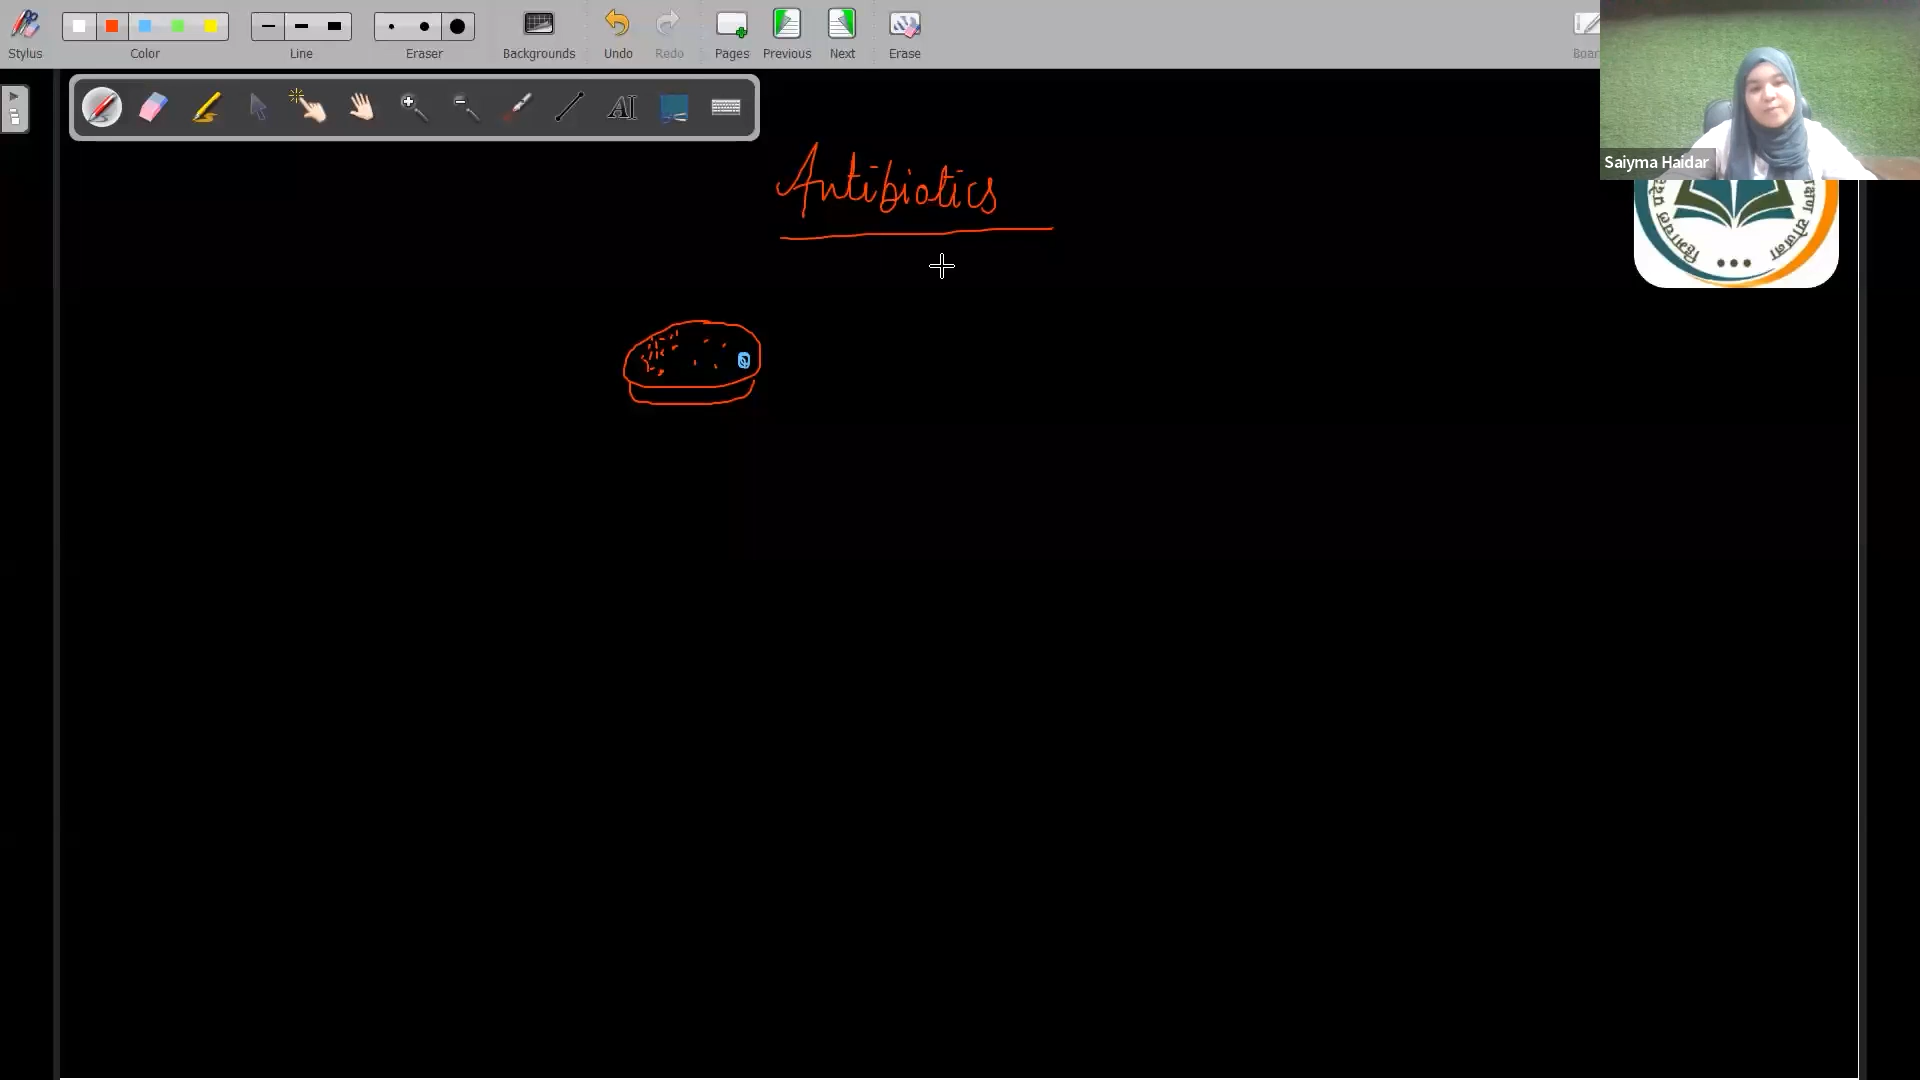 Stylus
Color
Line
Eraser
Backgrounds
Undo
Redo
Pages
Previous
Next
Erase
Saiyma Haidar
Antibiotics